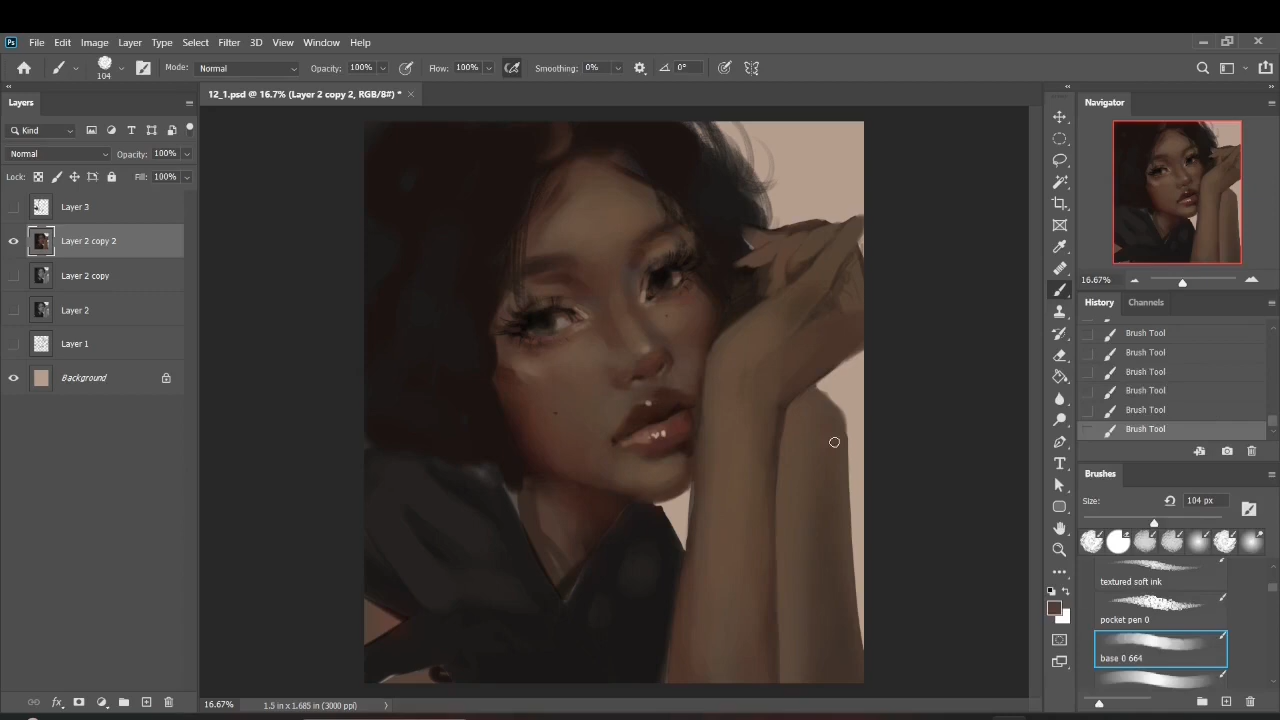 Ps File Edit Image Layer Type Select Filter 3D View Window Help
104 Mode: Normal Opacity: 100% Flow: 100% Smoothing: 0% 0°
Layers
12_1.psd @ 16.7% (Layer 2 copy 2, RGB/8#) *
Navigator
Kind
Normal Opacity: 100%
Lock: Fill: 100%
Layer 3
Layer 2 copy 2
Layer 2 copy
Layer 2
Layer 1
Background
16.67%
History Channels
Brush Tool
Brush Tool
Brush Tool
Brush Tool
Brush Tool
Brush Tool
Brushes
Size: 104 px
textured soft ink
pocket pen 0
base 0 664
16.67% 1.5 in x 1.685 in (3000 ppi)